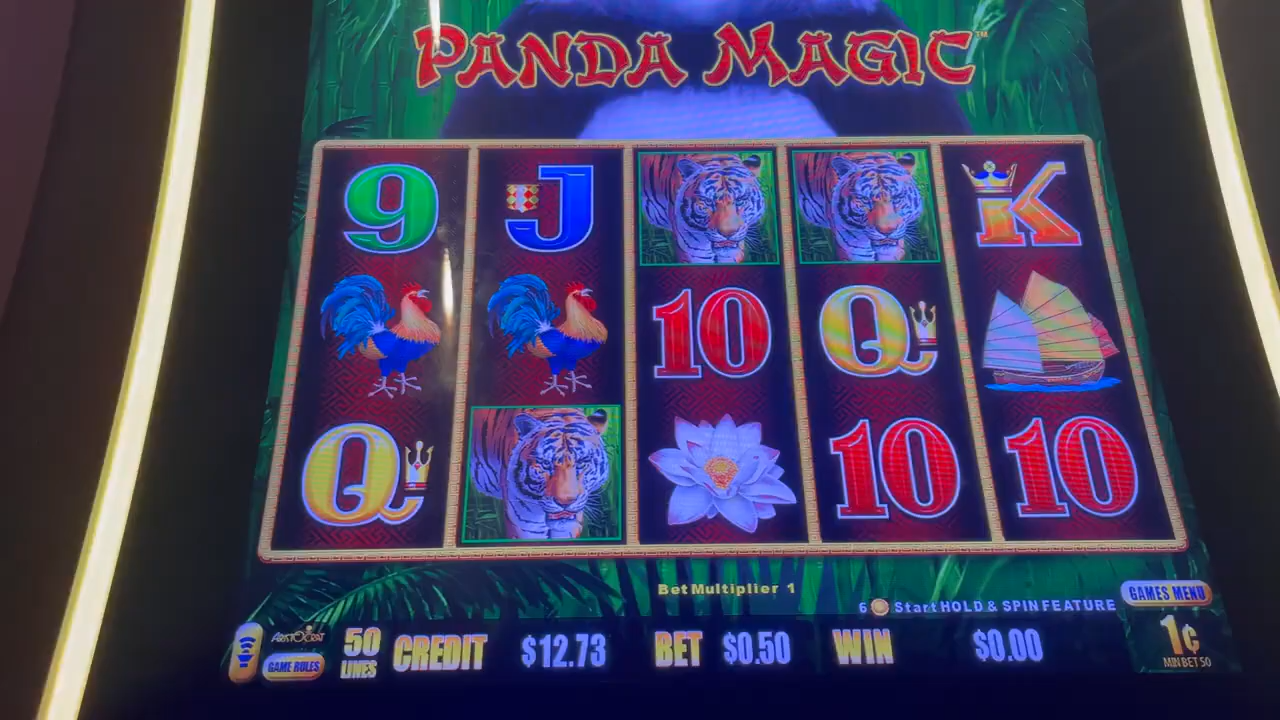 PANDA MAGIC™
9 J K
10 Q
Q 10 10
Bet Multiplier 1
6 Start HOLD & SPIN FEATURE
GAMES MENU
ARISTOCRAT
GAME RULES
50 LINES
CREDIT $12.73
BET $0.50
WIN $0.00
1¢
MIN BET 50